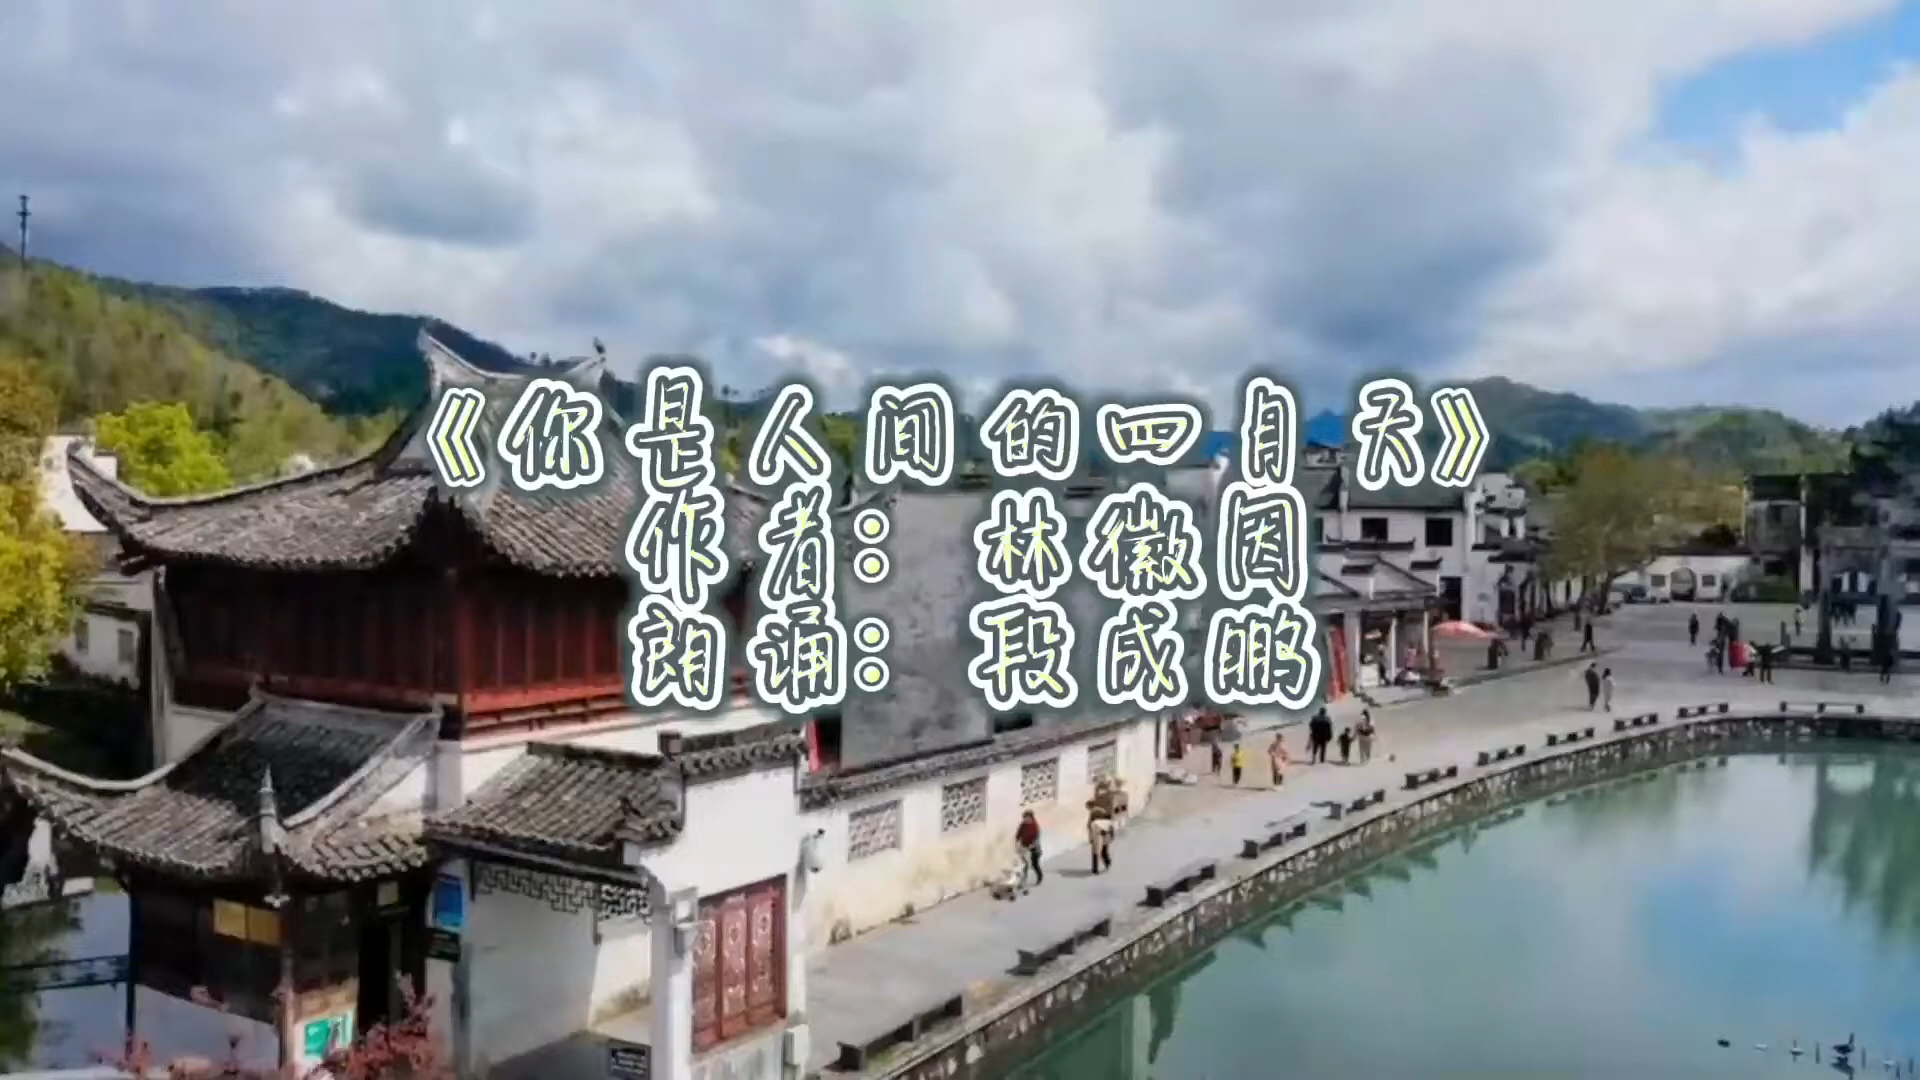 《你是人间的四月天》
作者：林徽因
朗诵：段成鹏